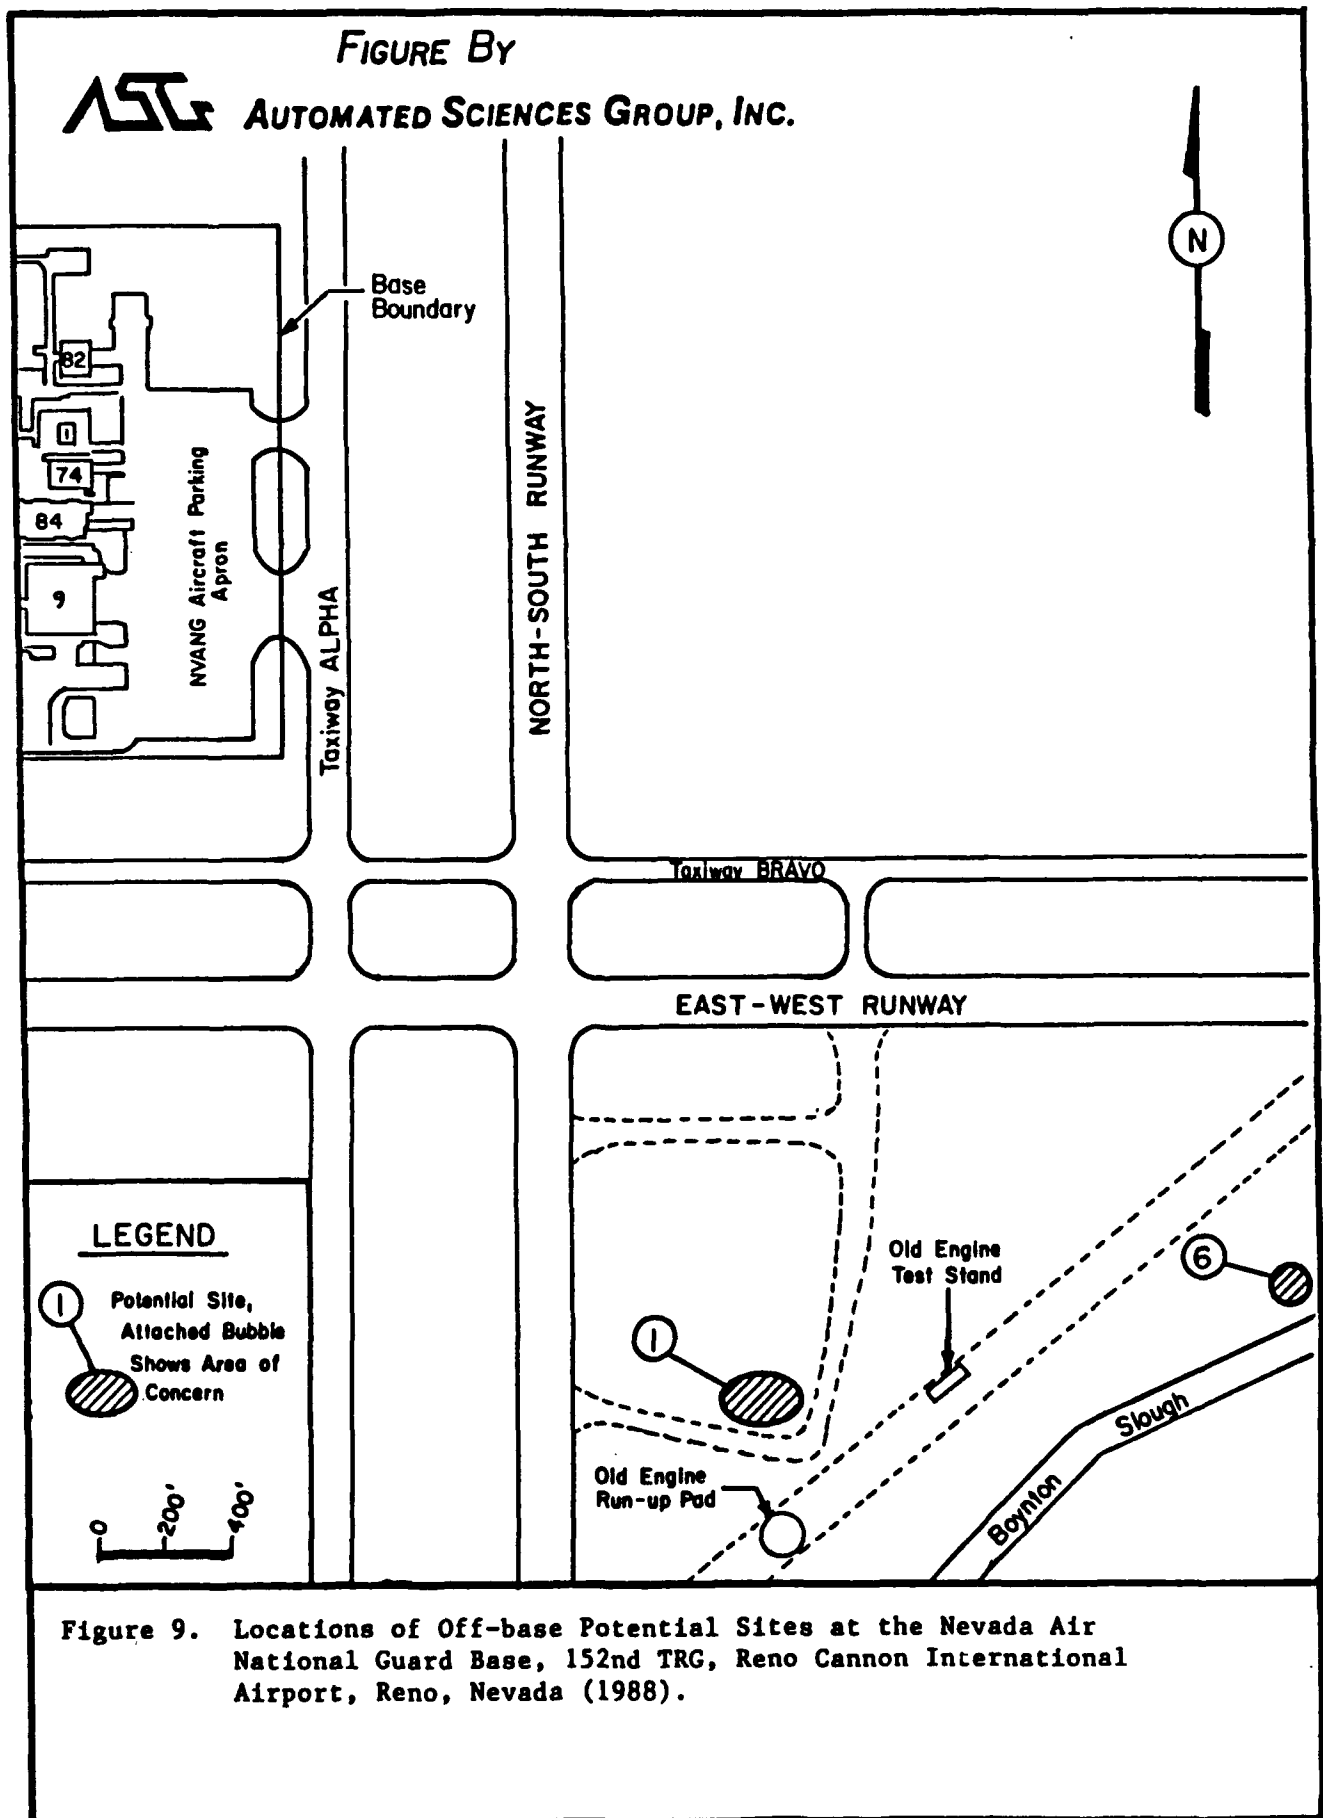 FIGURE BY
ASG
AUTOMATED SCIENCES GROUP, INC.
N
Base
Boundary
82
1
74
84
9
NVANG Aircraft Parking
Apron
Taxiway ALPHA
NORTH-SOUTH RUNWAY
Taxiway BRAVO
EAST-WEST RUNWAY
LEGEND
1
Potential Site,
Attached Bubble
Shows Area of
Concern
0
200'
400'
Old Engine
Test Stand
6
1
Old Engine
Run-up Pad
Boynton
Slough
Figure 9. Locations of Off-base Potential Sites at the Nevada Air
National Guard Base, 152nd TRG, Reno Cannon International
Airport, Reno, Nevada (1988).